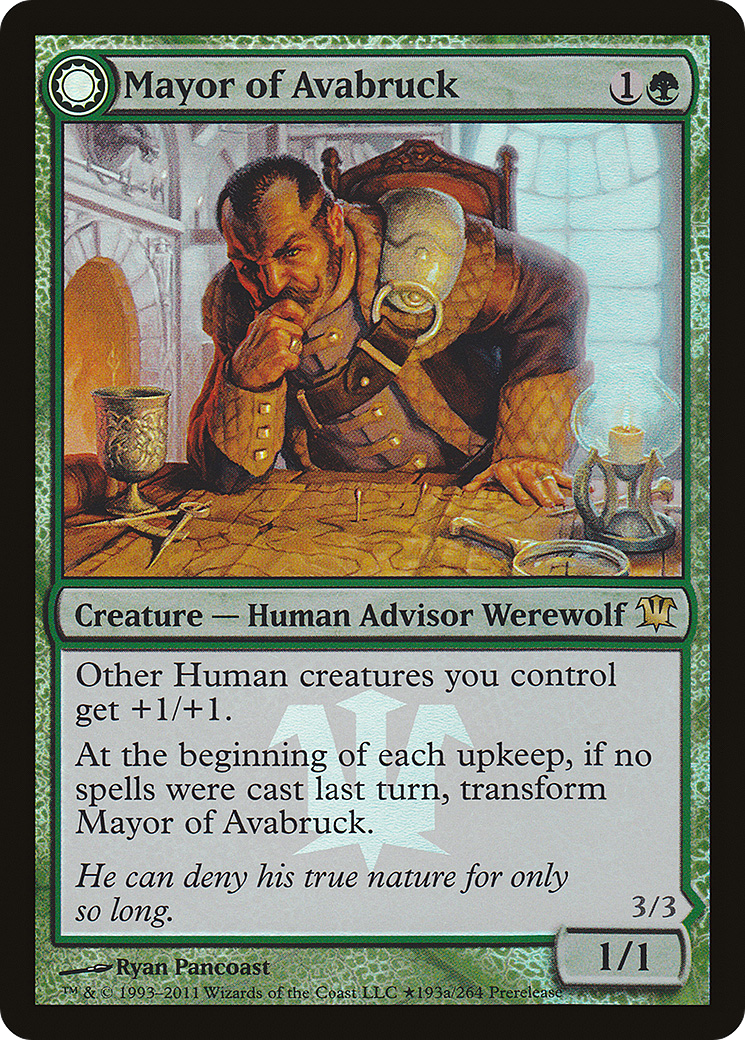 Mayor of Avabruck 1
Creature — Human Advisor Werewolf
Other Human creatures you control
get +1/+1.
At the beginning of each upkeep, if no
spells were cast last turn, transform
Mayor of Avabruck.
He can deny his true nature for only
so long.
3/3
1/1
Ryan Pancoast
™ & © 1993–2011 Wizards of the Coast LLC ★193a/264 Prerelease